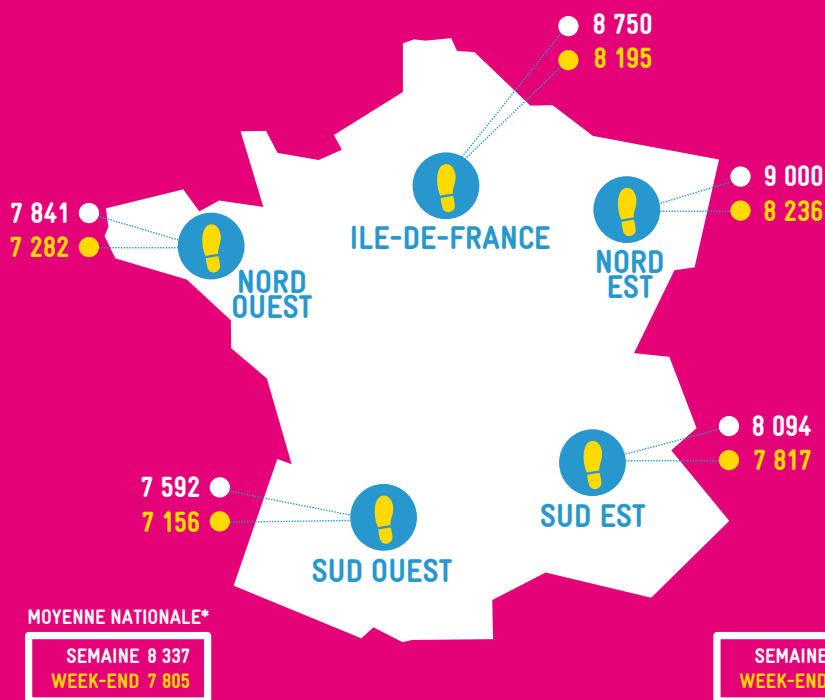 8 750
8 195
9 000
8 236
7 841
7 282
ILE-DE-FRANCE
NORD
EST
NORD
OUEST
8 094
7 817
7 592
7 156
SUD EST
SUD OUEST
MOYENNE NATIONALE*
SEMAINE 8 337
WEEK-END 7 805
SEMAINE
WEEK-END